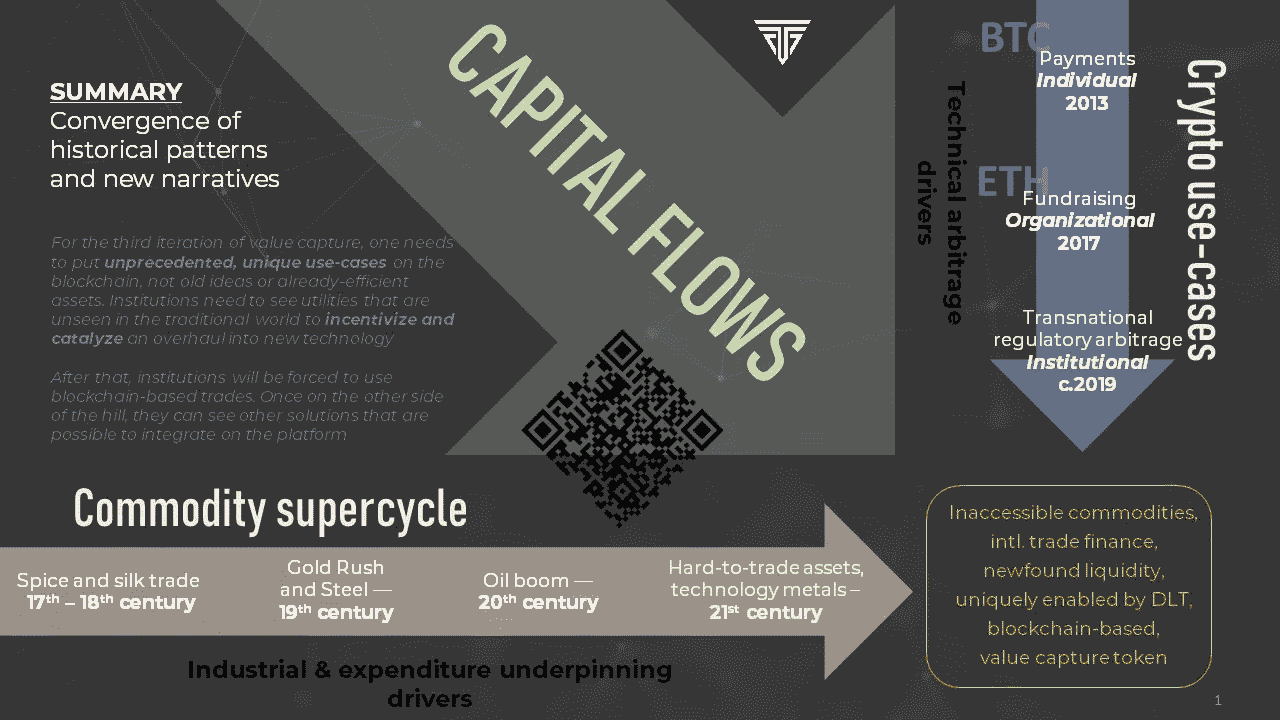 SUMMARY
Convergence of
historical patterns
and new narratives
For the third iteration of value capture, one needs
to put unprecedented, unique use-cases on the
blockchain, not old ideas or already-efficient
assets. Institutions need to see utilities that are
unseen in the traditional world to incentivize and
catalyze an overhaul into new technology
After that, institutions will be forced to use
blockchain-based trades. Once on the other side
of the hill, they can see other solutions that are
possible to integrate on the platform
CAPITAL FLOWS
Technical arbitrage
drivers
BTC
Payments
Individual
2013
ETH
Fundraising
Organizational
2017
Transnational
regulatory arbitrage
Institutional
c.2019
Crypto use-cases
Commodity supercycle
Spice and silk trade
17th – 18th century
Gold Rush
and Steel —
19th century
Oil boom —
20th century
Hard-to-trade assets,
technology metals –
21st century
Industrial & expenditure underpinning
drivers
Inaccessible commodities,
intl. trade finance,
newfound liquidity,
uniquely enabled by DLT,
blockchain-based,
value capture token
1